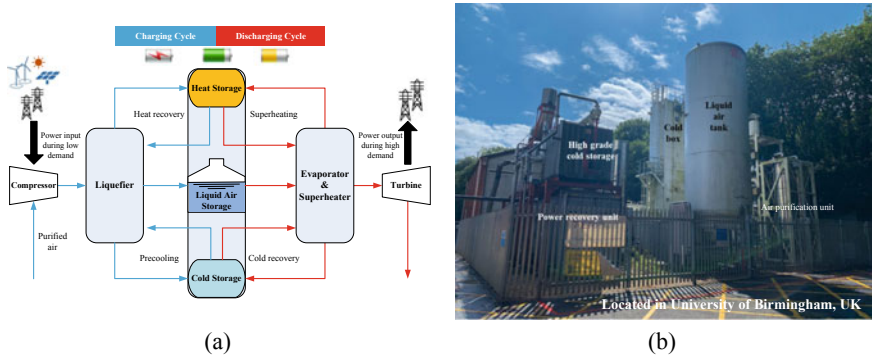 Charging Cycle
Discharging Cycle
Heat Storage
Heat recovery
Superheating
Power input
during low
demand
Power output
during high
demand
Compressor
Liquefier
Liquid Air
Storage
Evaporator
&
Superheater
Turbine
Purified
air
Precooling
Cold recovery
Cold Storage
(a)
Liquid air
tank
Cold
box
High grade
cold storage
Power recovery unit
Air purification unit
Located in University of Birmingham, UK
(b)